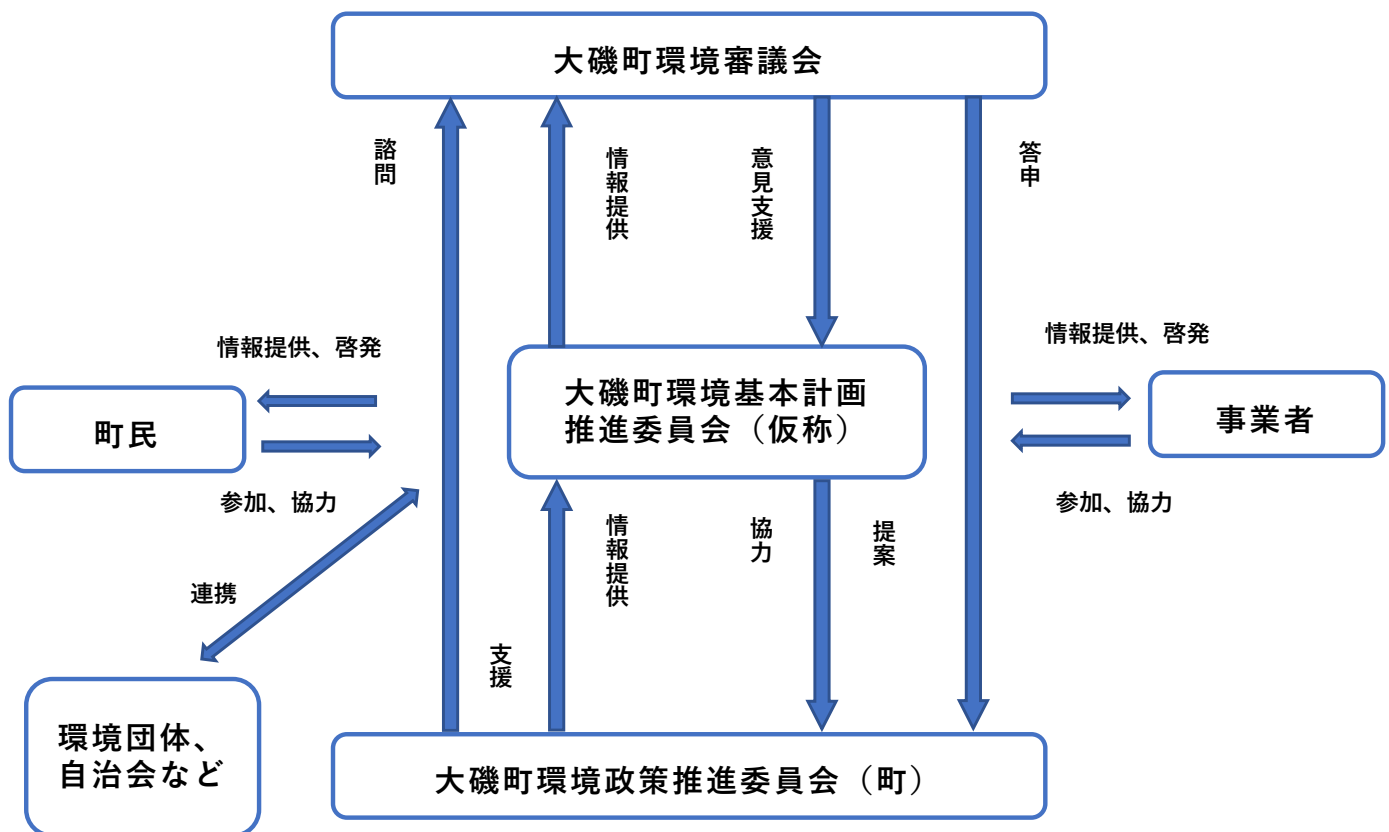 大磯町環境審議会
諮問
情報提供
意見支援
答申
情報提供、啓発
情報提供、啓発
町民
大磯町環境基本計画
推進委員会（仮称）
事業者
参加、協力
参加、協力
情報提供
協力
提案
連携
支援
環境団体、
自治会など
大磯町環境政策推進委員会（町）